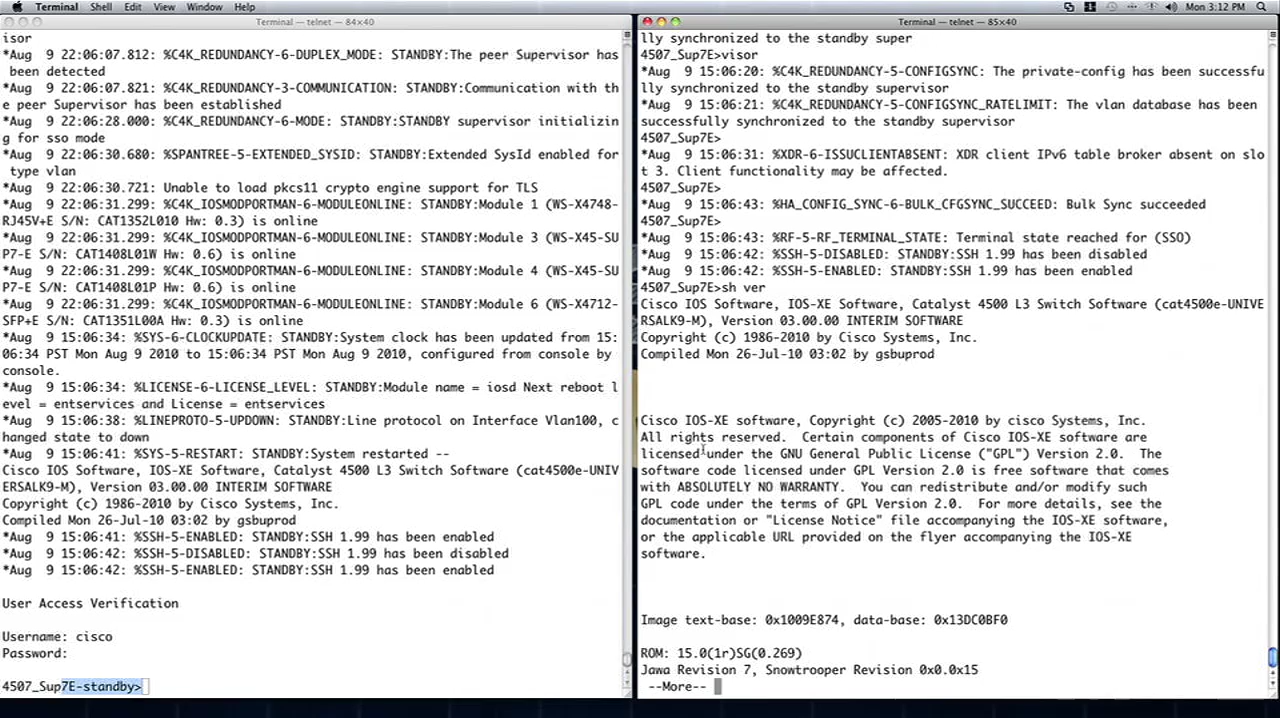 Terminal Shell Edit View Window Help
Mon 3:12 PM
Terminal — telnet — 84×40
isor
*Aug  9 22:06:07.812: %C4K_REDUNDANCY-6-DUPLEX_MODE: STANDBY:The peer Supervisor has
 been detected
*Aug  9 22:06:07.821: %C4K_REDUNDANCY-3-COMMUNICATION: STANDBY:Communication with th
e peer Supervisor has been established
*Aug  9 22:06:28.000: %C4K_REDUNDANCY-6-MODE: STANDBY:STANDBY supervisor initializin
g for sso mode
*Aug  9 22:06:30.680: %SPANTREE-5-EXTENDED_SYSID: STANDBY:Extended SysId enabled for
 type vlan
*Aug  9 22:06:30.721: Unable to load pkcs11 crypto engine support for TLS
*Aug  9 22:06:31.299: %C4K_IOSMODPORTMAN-6-MODULEONLINE: STANDBY:Module 1 (WS-X4748-
RJ45V+E S/N: CAT1352L010 Hw: 0.3) is online
*Aug  9 22:06:31.299: %C4K_IOSMODPORTMAN-6-MODULEONLINE: STANDBY:Module 3 (WS-X45-SU
P7-E S/N: CAT1408L01W Hw: 0.6) is online
*Aug  9 22:06:31.299: %C4K_IOSMODPORTMAN-6-MODULEONLINE: STANDBY:Module 4 (WS-X45-SU
P7-E S/N: CAT1408L01P Hw: 0.6) is online
*Aug  9 22:06:31.299: %C4K_IOSMODPORTMAN-6-MODULEONLINE: STANDBY:Module 6 (WS-X4712-
SFP+E S/N: CAT1351L00A Hw: 0.3) is online
*Aug  9 15:06:34: %SYS-6-CLOCKUPDATE: STANDBY:System clock has been updated from 15:
06:34 PST Mon Aug 9 2010 to 15:06:34 PST Mon Aug 9 2010, configured from console by
console.
*Aug  9 15:06:34: %LICENSE-6-LICENSE_LEVEL: STANDBY:Module name = iosd Next reboot l
evel = entservices and License = entservices
*Aug  9 15:06:38: %LINEPROTO-5-UPDOWN: STANDBY:Line protocol on Interface Vlan100, c
hanged state to down
*Aug  9 15:06:41: %SYS-5-RESTART: STANDBY:System restarted --
Cisco IOS Software, IOS-XE Software, Catalyst 4500 L3 Switch Software (cat4500e-UNIV
ERSALK9-M), Version 03.00.00 INTERIM SOFTWARE
Copyright (c) 1986-2010 by Cisco Systems, Inc.
Compiled Mon 26-Jul-10 03:02 by gsbuprod
*Aug  9 15:06:41: %SSH-5-ENABLED: STANDBY:SSH 1.99 has been enabled
*Aug  9 15:06:42: %SSH-5-DISABLED: STANDBY:SSH 1.99 has been disabled
*Aug  9 15:06:42: %SSH-5-ENABLED: STANDBY:SSH 1.99 has been enabled
User Access Verification
Username: cisco
Password:
4507_Sup7E-standby>
Terminal — telnet — 85×40
lly synchronized to the standby super
4507_Sup7E>visor
*Aug  9 15:06:20: %C4K_REDUNDANCY-5-CONFIGSYNC: The private-config has been successfu
lly synchronized to the standby supervisor
*Aug  9 15:06:21: %C4K_REDUNDANCY-5-CONFIGSYNC_RATELIMIT: The vlan database has been
successfully synchronized to the standby supervisor
4507_Sup7E>
*Aug  9 15:06:31: %XDR-6-ISSUCLIENTABSENT: XDR client IPv6 table broker absent on slo
t 3. Client functionality may be affected.
4507_Sup7E>
*Aug  9 15:06:43: %HA_CONFIG_SYNC-6-BULK_CFGSYNC_SUCCEED: Bulk Sync succeeded
4507_Sup7E>
*Aug  9 15:06:43: %RF-5-RF_TERMINAL_STATE: Terminal state reached for (SSO)
*Aug  9 15:06:42: %SSH-5-DISABLED: SSH 1.99 has been disabled
*Aug  9 15:06:42: %SSH-5-ENABLED: SSH 1.99 has been enabled
4507_Sup7E>sh ver
Cisco IOS Software, IOS-XE Software, Catalyst 4500 L3 Switch Software (cat4500e-UNIVE
RSALK9-M), Version 03.00.00 INTERIM SOFTWARE
Copyright (c) 1986-2010 by Cisco Systems, Inc.
Compiled Mon 26-Jul-10 03:02 by gsbuprod
Cisco IOS-XE software, Copyright (c) 2005-2010 by cisco Systems, Inc.
All rights reserved.  Certain components of Cisco IOS-XE software are
licensed under the GNU General Public License ("GPL") Version 2.0.  The
software code licensed under GPL Version 2.0 is free software that comes
with ABSOLUTELY NO WARRANTY.  You can redistribute and/or modify such
GPL code under the terms of GPL Version 2.0.  For more details, see the
documentation or "License Notice" file accompanying the IOS-XE software,
or the applicable URL provided on the flyer accompanying the IOS-XE
software.
Image text-base: 0x1009E874, data-base: 0x13DC0BF0
ROM: 15.0(1r)SG(0.269)
Jawa Revision 7, Snowtrooper Revision 0x0.0x15
 --More--